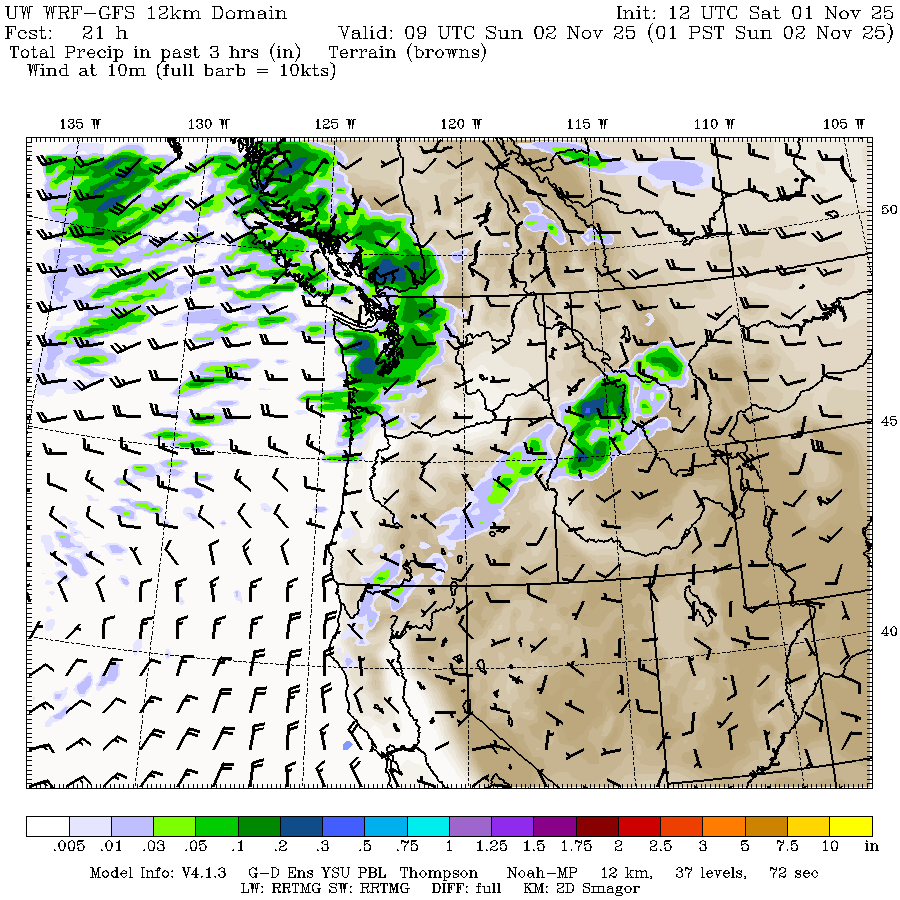 UW WRF-GFS 12km Domain Init: 12 UTC Sat 01 Nov 25
Fcst: 21 h Valid: 09 UTC Sun 02 Nov 25 (01 PST Sun 02 Nov 25)
Total Precip in past 3 hrs (in) Terrain (browns)
Wind at 10m (full barb = 10kts)
135 W 130 W 125 W 120 W 115 W 110 W 105 W
50
45
40
.005 .01 .03 .05 .1 .2 .3 .5 .75 1 1.25 1.5 1.75 2 2.5 3 5 7.5 10 in
Model Info: V4.1.3 G-D Ens YSU PBL Thompson Noah-MP 12 km, 37 levels, 72 sec
LW: RRTMG SW: RRTMG DIFF: full KM: 2D Smagor